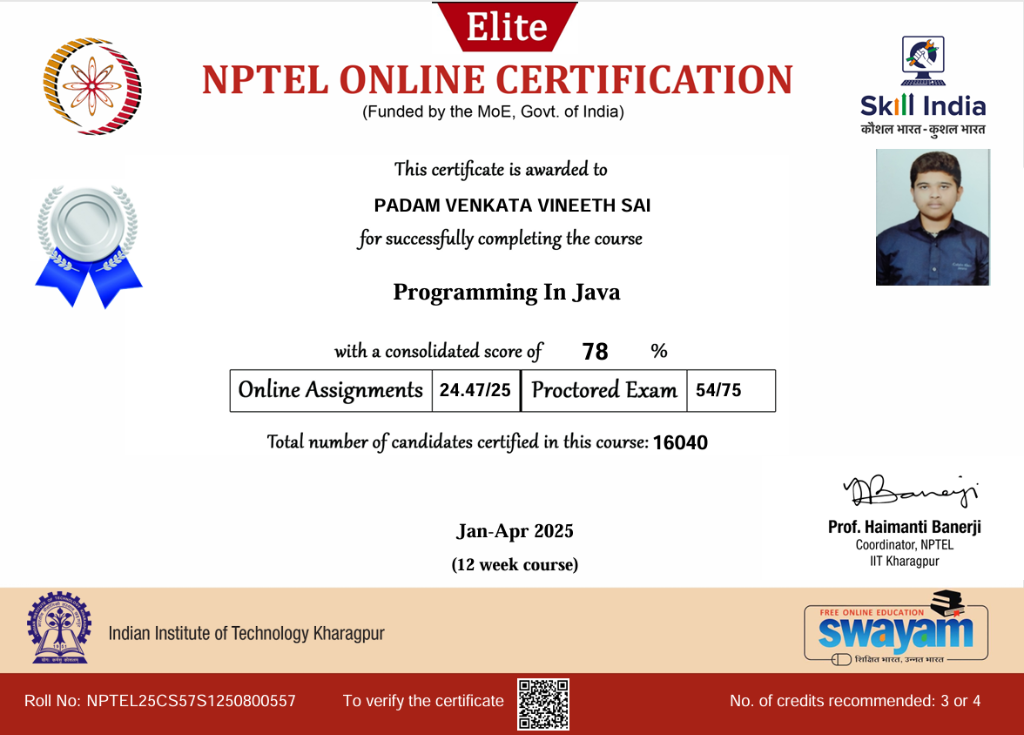 Elite
NPTEL ONLINE CERTIFICATION
(Funded by the MoE, Govt. of India)
Skill India
कौशल भारत - कुशल भारत
This certificate is awarded to
PADAM VENKATA VINEETH SAI
for successfully completing the course
Programming In Java
with a consolidated score of 78 %
Online Assignments 24.47/25 Proctored Exam 54/75
Total number of candidates certified in this course: 16040
Banerji
Prof. Haimanti Banerji
Coordinator, NPTEL
IIT Kharagpur
Jan-Apr 2025
(12 week course)
Indian Institute of Technology Kharagpur
FREE ONLINE EDUCATION
swayam
शिक्षित भारत, उन्नत भारत
Roll No: NPTEL25CS57S1250800557
To verify the certificate
No. of credits recommended: 3 or 4